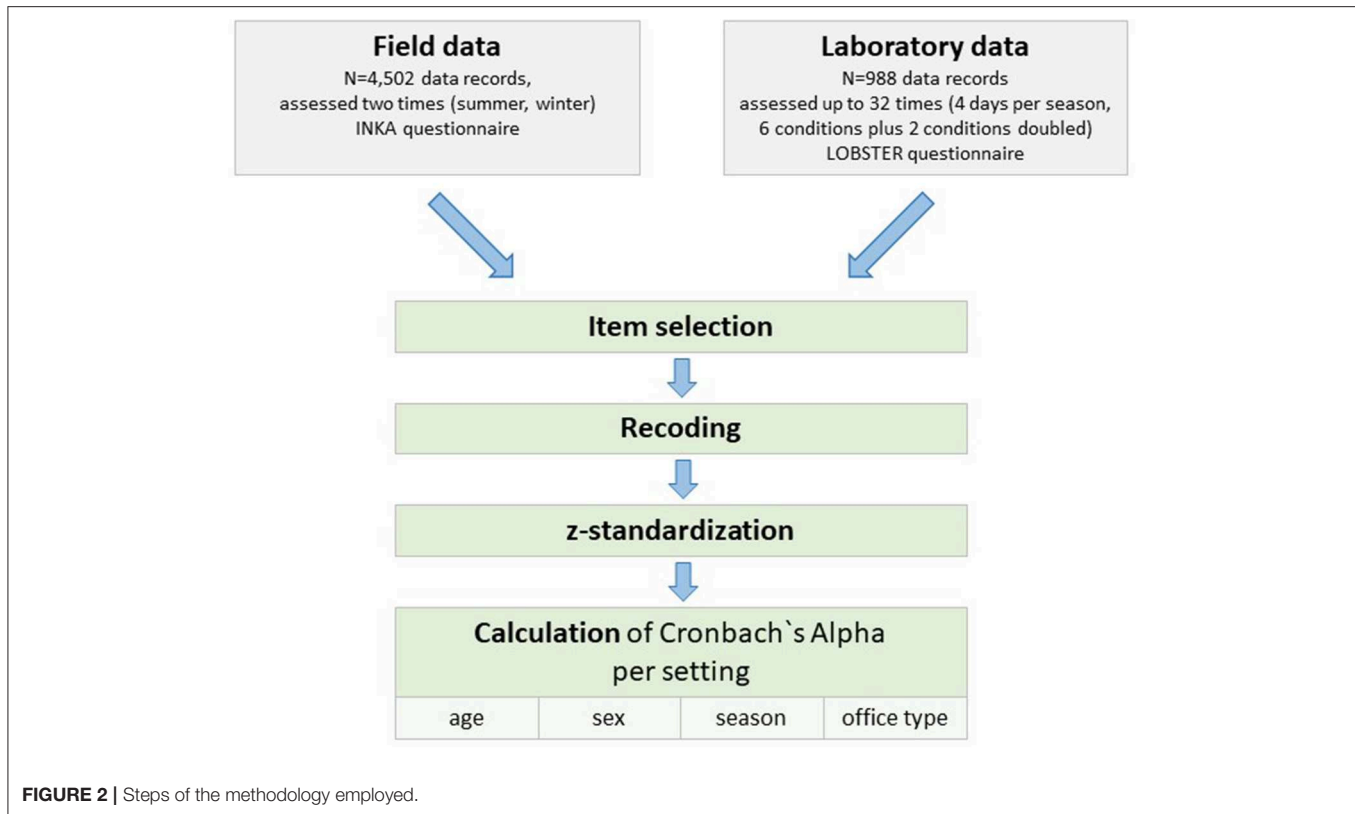 Field data
N=4,502 data records,
assessed two times (summer, winter)
INKA questionnaire
Laboratory data
N=988 data records
assessed up to 32 times (4 days per season,
6 conditions plus 2 conditions doubled)
LOBSTER questionnaire
Item selection
Recoding
z-standardization
Calculation of Cronbach`s Alpha
per setting
age
sex
season
office type
FIGURE 2 | Steps of the methodology employed.